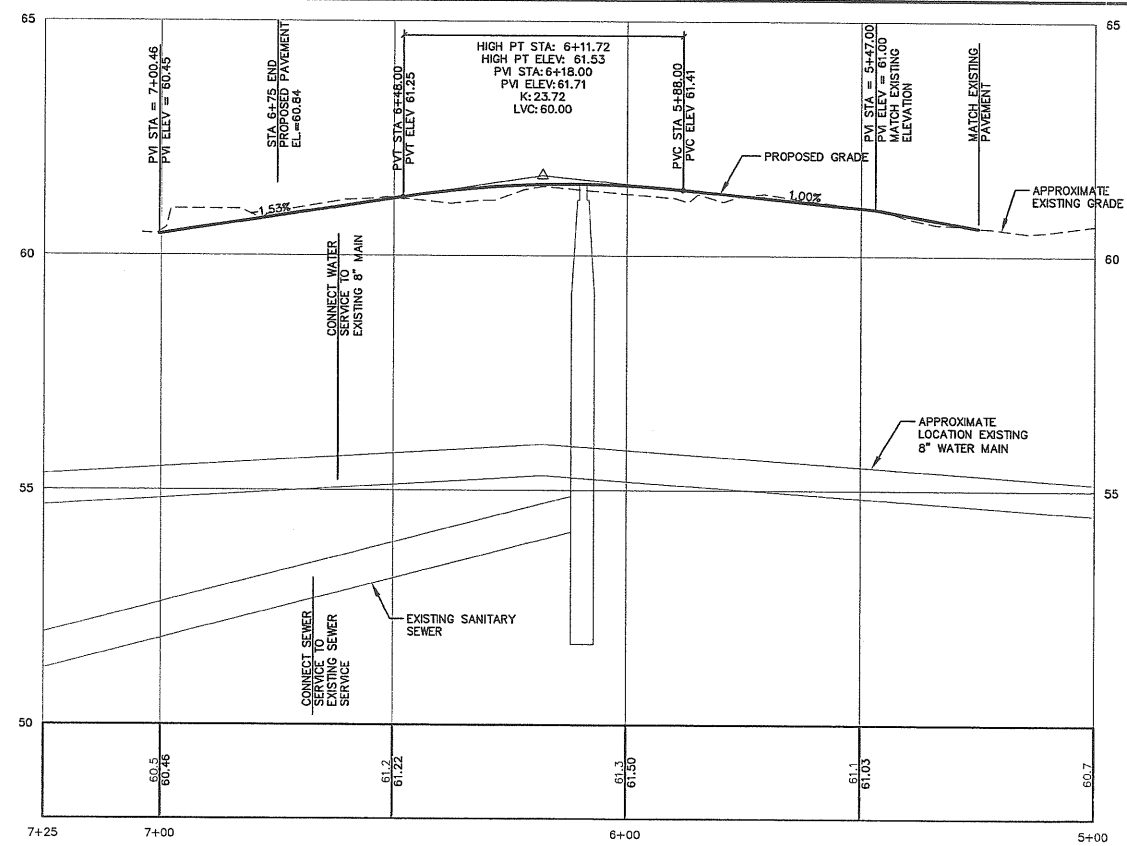 65
65
HIGH PT STA: 6+11.72
HIGH PT ELEV: 61.53
PVI STA: 6+18.00
PVI ELEV: 61.71
K: 23.72
LVC: 60.00
PVI STA = 7+00.46
PVI ELEV = 60.45
STA 6+75 END
PROPOSED PAVEMENT
EL.=60.84
PVT STA 6+48.00
PVT ELEV 61.25
PVC STA 5+88.00
PVC ELEV 61.41
PVI STA = 5+47.00
PVI ELEV = 61.00
MATCH EXISTING
ELEVATION
MATCH EXISTING
PAVEMENT
PROPOSED GRADE
1.53%
1.00%
APPROXIMATE
EXISTING GRADE
60
60
CONNECT WATER
SERVICE TO
EXISTING 8" MAIN
APPROXIMATE
LOCATION EXISTING
8" WATER MAIN
55
55
EXISTING SANITARY
SEWER
CONNECT SEWER
SERVICE TO
EXISTING SEWER
SERVICE
50
60.5
60.46
61.2
61.22
61.3
61.50
61.1
61.03
60.7
7+25
7+00
6+00
5+00